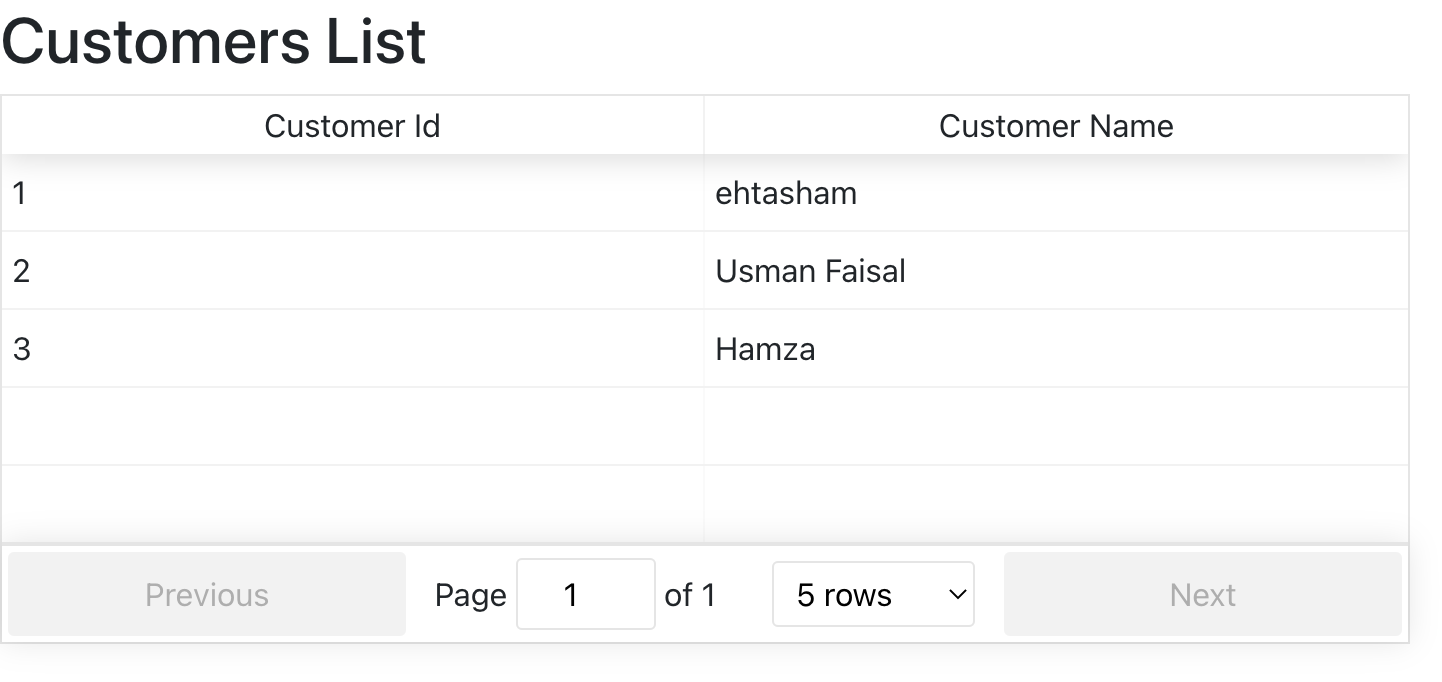 Customers List
Customer Id Customer Name
1 ehtasham
2 Usman Faisal
3 Hamza
Previous Page 1 of 1 5 rows Next